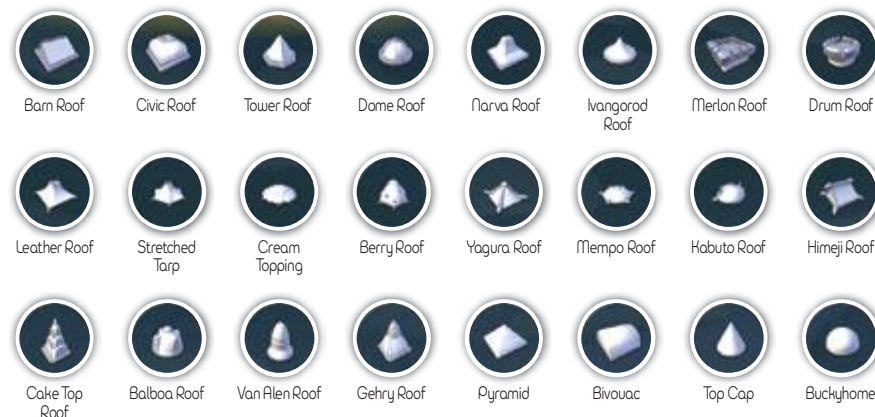 Barn Roof
Civic Roof
Tower Roof
Dome Roof
Narva Roof
Ivangorod
Roof
Merlon Roof
Drum Roof
Leather Roof
Stretched
Tarp
Cream
Topping
Berry Roof
Yagura Roof
Mempo Roof
Kabuto Roof
Himeji Roof
Cake Top
Roof
Balboa Roof
Van Alen Roof
Gehry Roof
Pyramid
Bivouac
Top Cap
Buckyhome